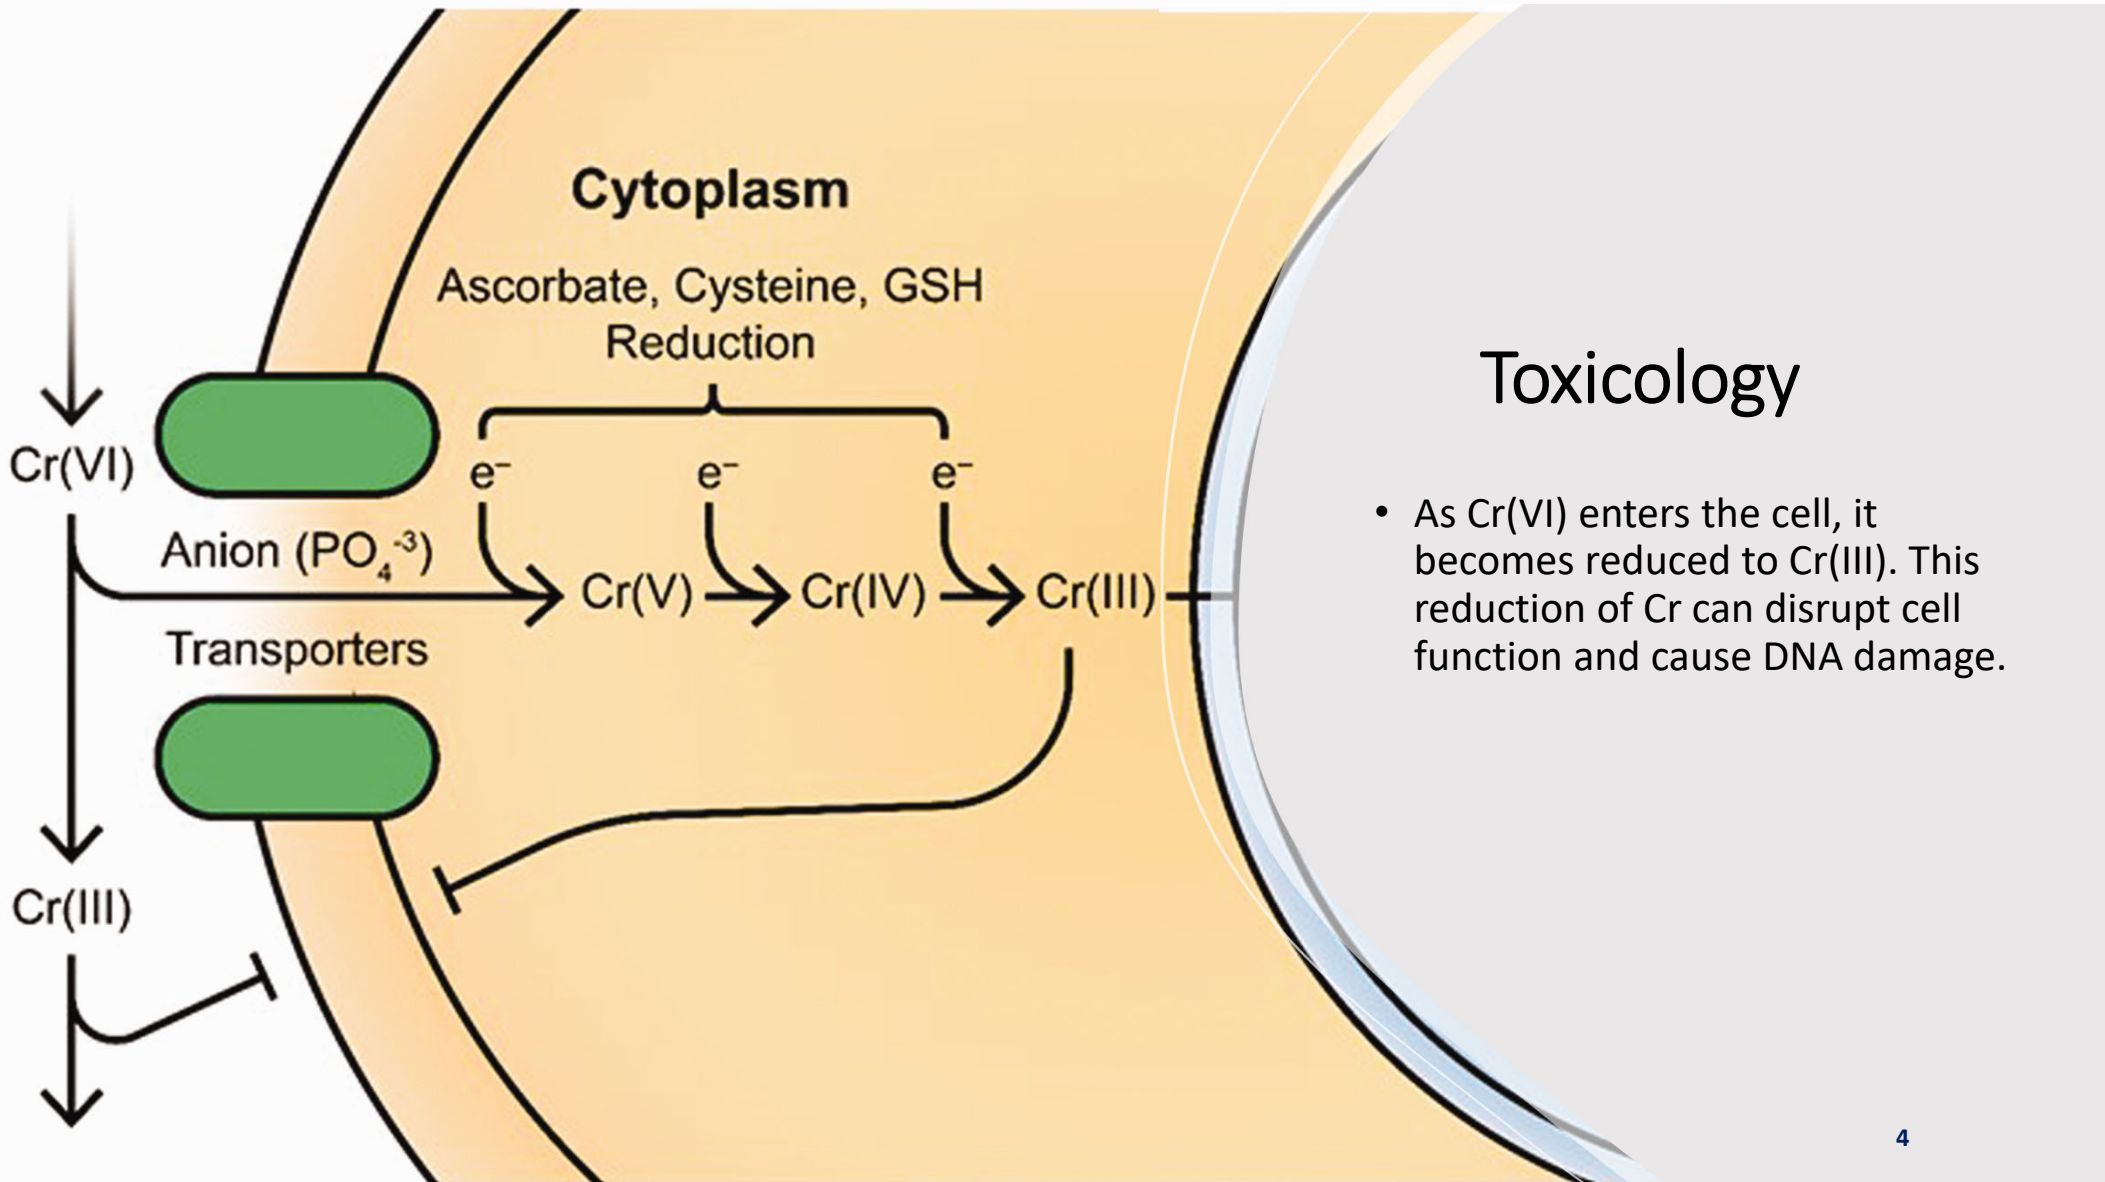 Cytoplasm
Ascorbate, Cysteine, GSH
Reduction
e⁻ e⁻ e⁻
Cr(VI)
Anion (PO₄⁻³)
Cr(V) Cr(IV) Cr(III)
Transporters
Cr(III)
Toxicology
• As Cr(VI) enters the cell, it
becomes reduced to Cr(III). This
reduction of Cr can disrupt cell
function and cause DNA damage.
4